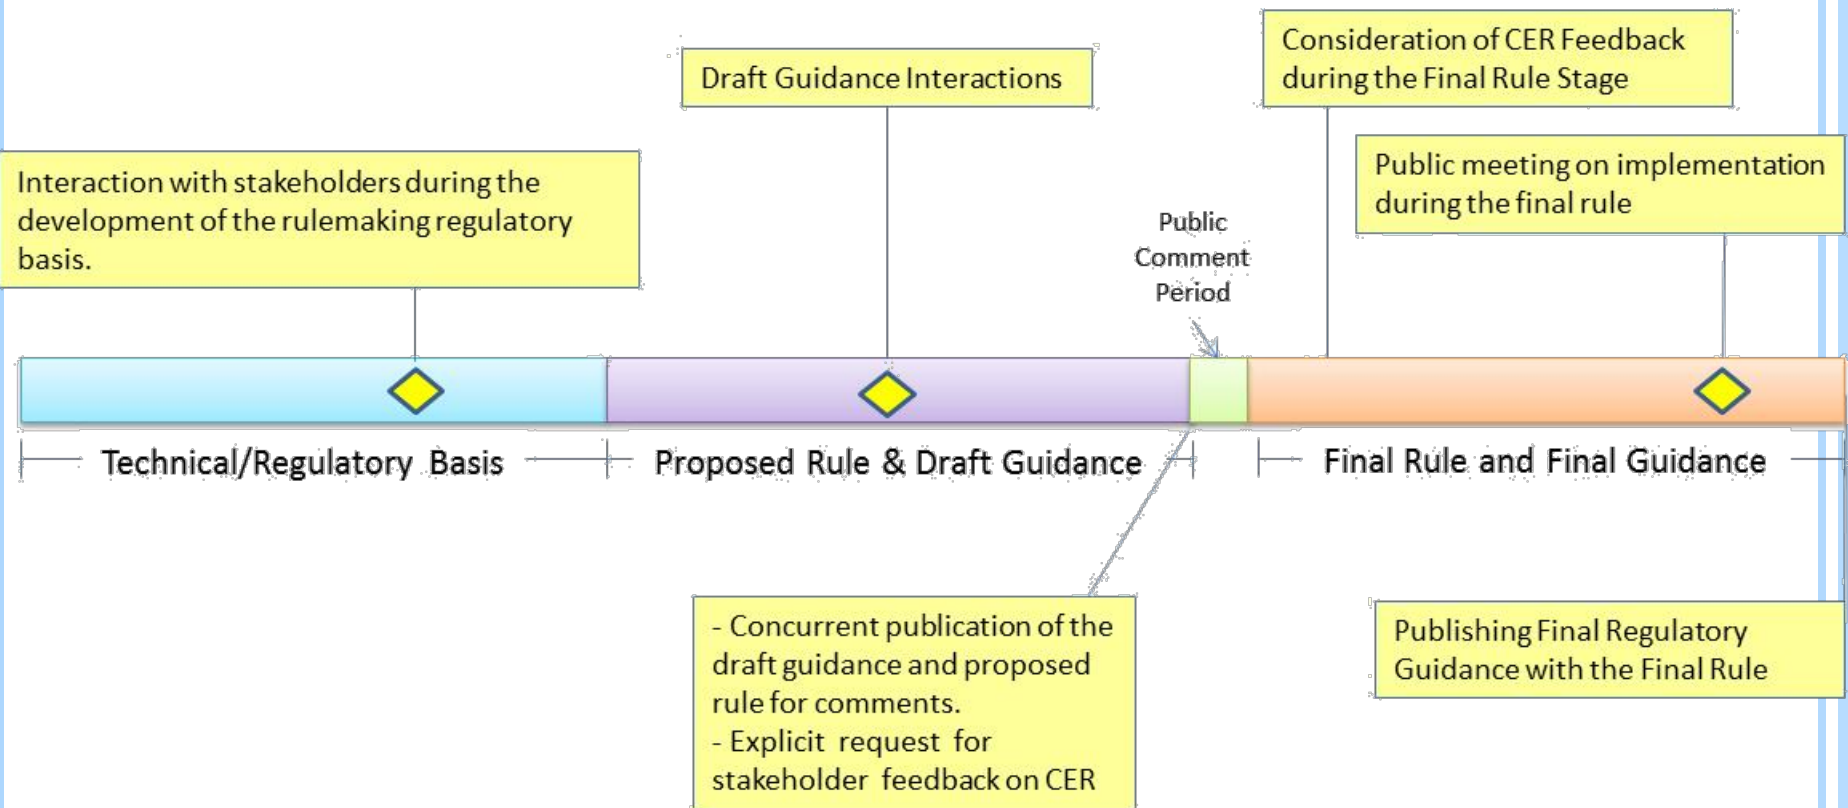 Consideration of CER Feedback
during the Final Rule Stage
Draft Guidance Interactions
Public meeting on implementation
during the final rule
Interaction with stakeholders during the
development of the rulemaking regulatory
basis.
Public
Comment
Period
Technical/Regulatory Basis
Proposed Rule & Draft Guidance
Final Rule and Final Guidance
- Concurrent publication of the
draft guidance and proposed
rule for comments.
- Explicit request for
stakeholder feedback on CER
Publishing Final Regulatory
Guidance with the Final Rule